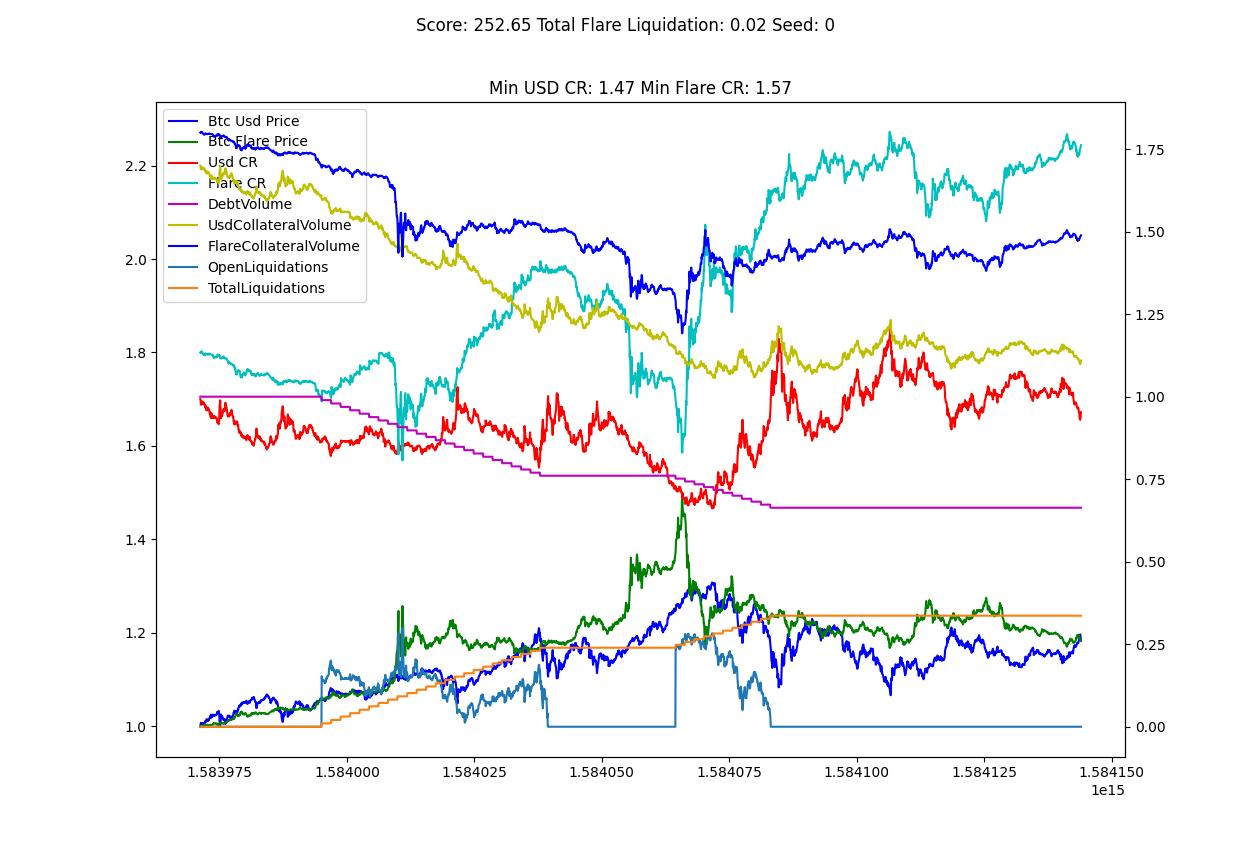 Score: 252.65 Total Flare Liquidation: 0.02 Seed: 0
Min USD CR: 1.47 Min Flare CR: 1.57
Btc Usd Price
Btc Flare Price
Usd CR
Flare CR
DebtVolume
UsdCollateralVolume
FlareCollateralVolume
OpenLiquidations
TotalLiquidations
2.2
2.0
1.8
1.6
1.4
1.2
1.0
1.75
1.50
1.25
1.00
0.75
0.50
0.25
0.00
1.583975 1.584000 1.584025 1.584050 1.584075 1.584100 1.584125 1.584150
1e15